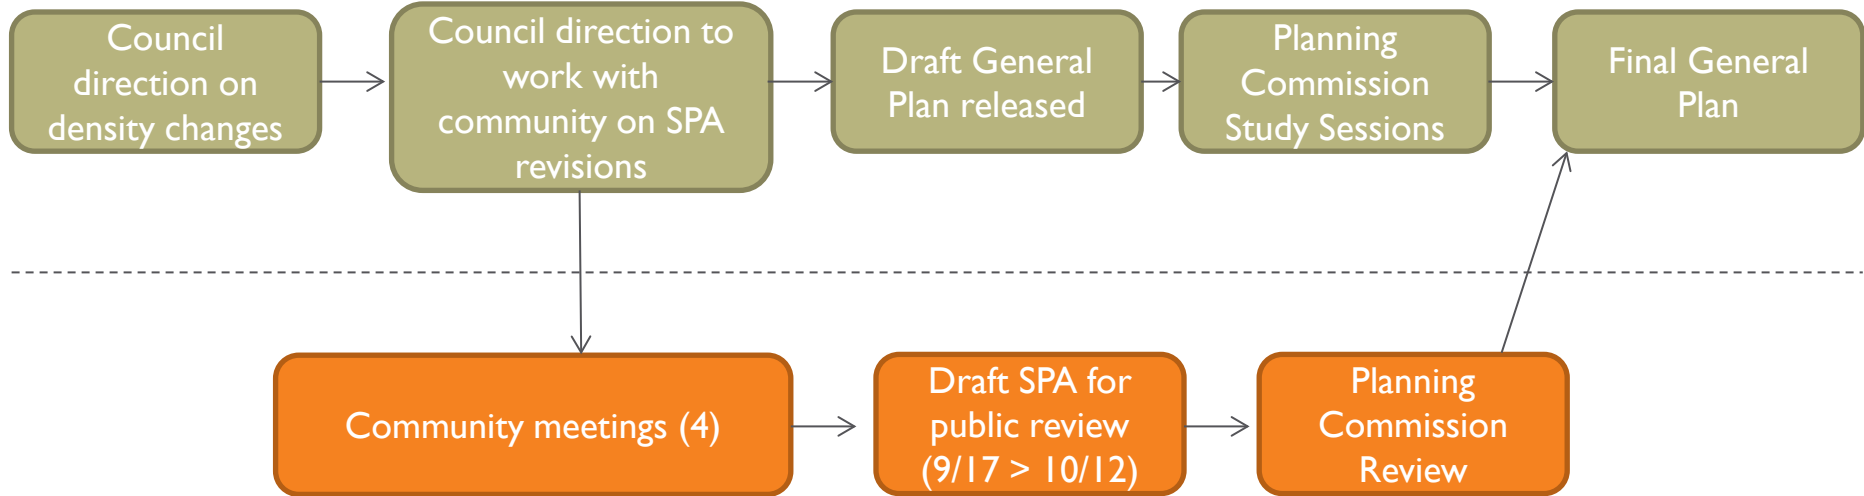 Council
direction on
density changes
Council direction to
work with
community on SPA
revisions
Draft General
Plan released
Planning
Commission
Study Sessions
Final General
Plan
Community meetings (4)
Draft SPA for
public review
(9/17 > 10/12)
Planning
Commission
Review